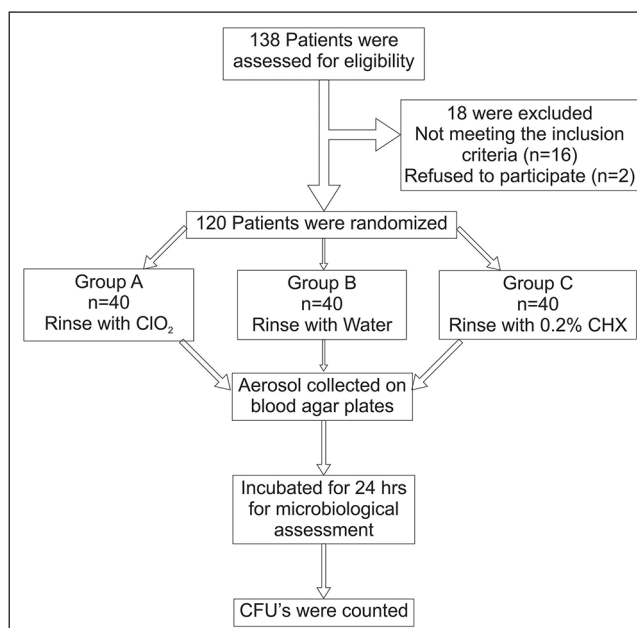 138 Patients were
assessed for eligibility
18 were excluded
Not meeting the inclusion
criteria (n=16)
Refused to participate (n=2)
120 Patients were randomized
Group A
n=40
Rinse with ClO₂
Group B
n=40
Rinse with Water
Group C
n=40
Rinse with 0.2% CHX
Aerosol collected on
blood agar plates
Incubated for 24 hrs
for microbiological
assessment
CFU's were counted